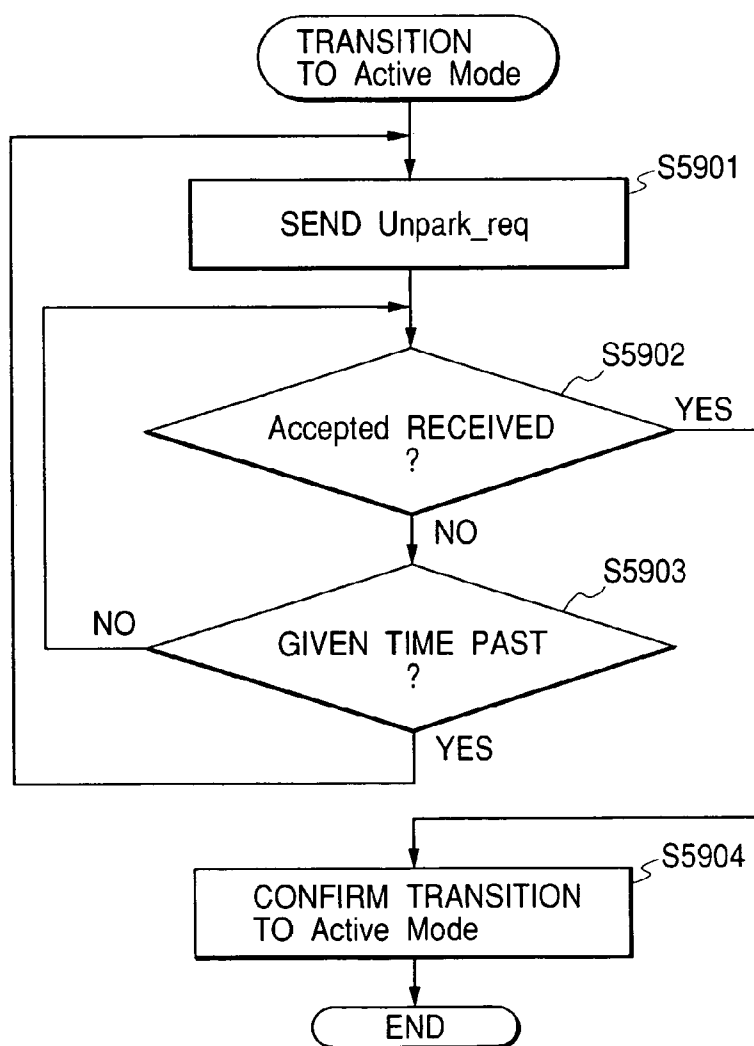 TRANSITION
TO Active Mode
S5901
SEND Unpark_req
S5902
Accepted RECEIVED
?
YES
NO
S5903
NO
GIVEN TIME PAST
?
YES
S5904
CONFIRM TRANSITION
TO Active Mode
END